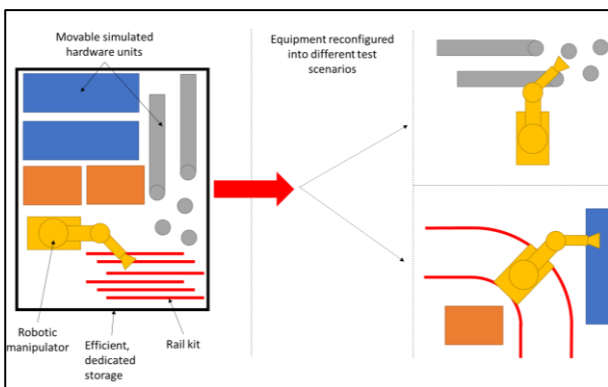 Movable simulated
hardware units
Equipment reconfigured
into different test
scenarios
Robotic
manipulator
Efficient,
dedicated
storage
Rail kit